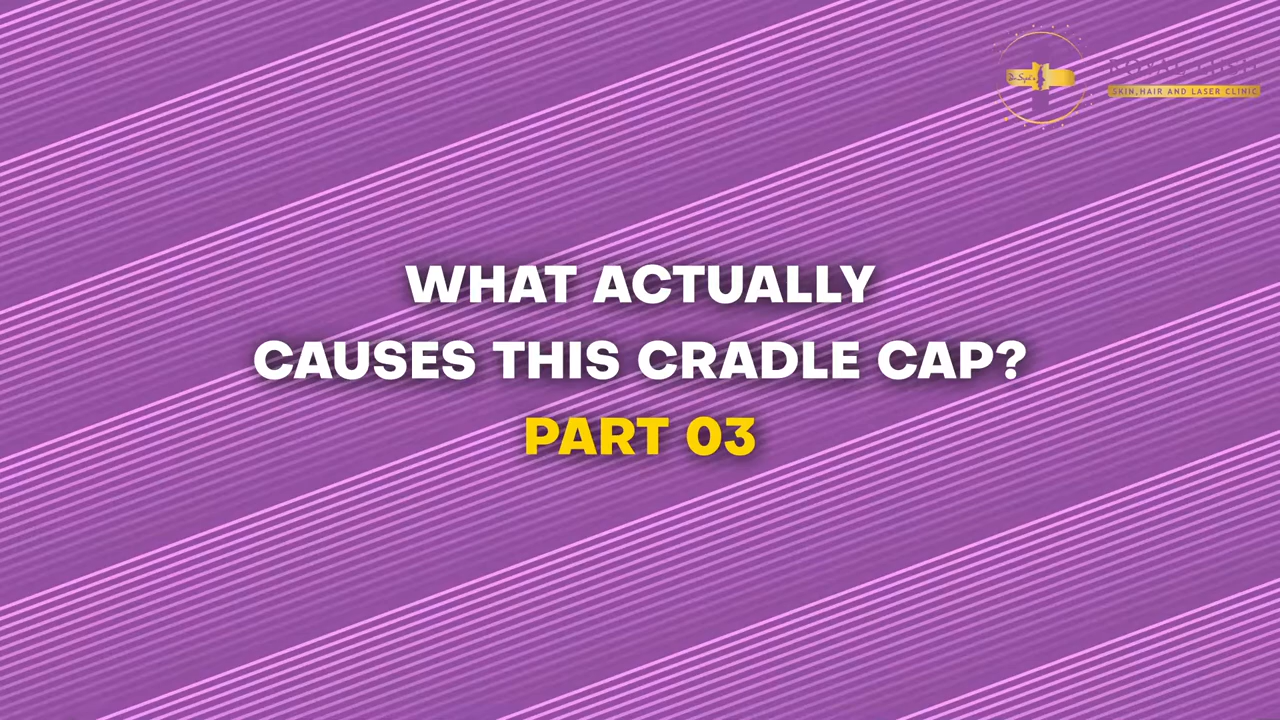 SKIN,HAIR AND LASER CLINIC
WHAT ACTUALLY
CAUSES THIS CRADLE CAP?
PART 03